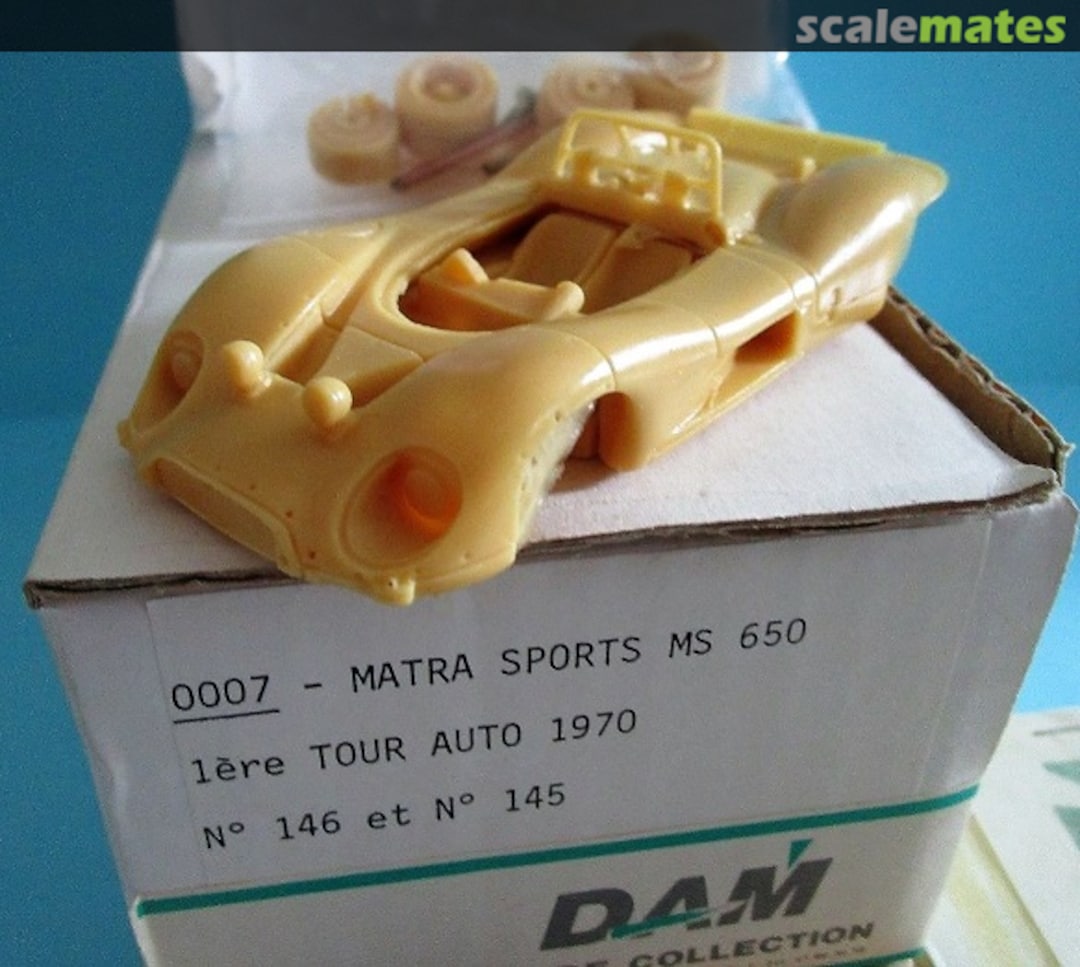 scalemates
0007 - MATRA SPORTS MS 650
1ère TOUR AUTO 1970
N° 146 et N° 145
DAM
COLLECTION